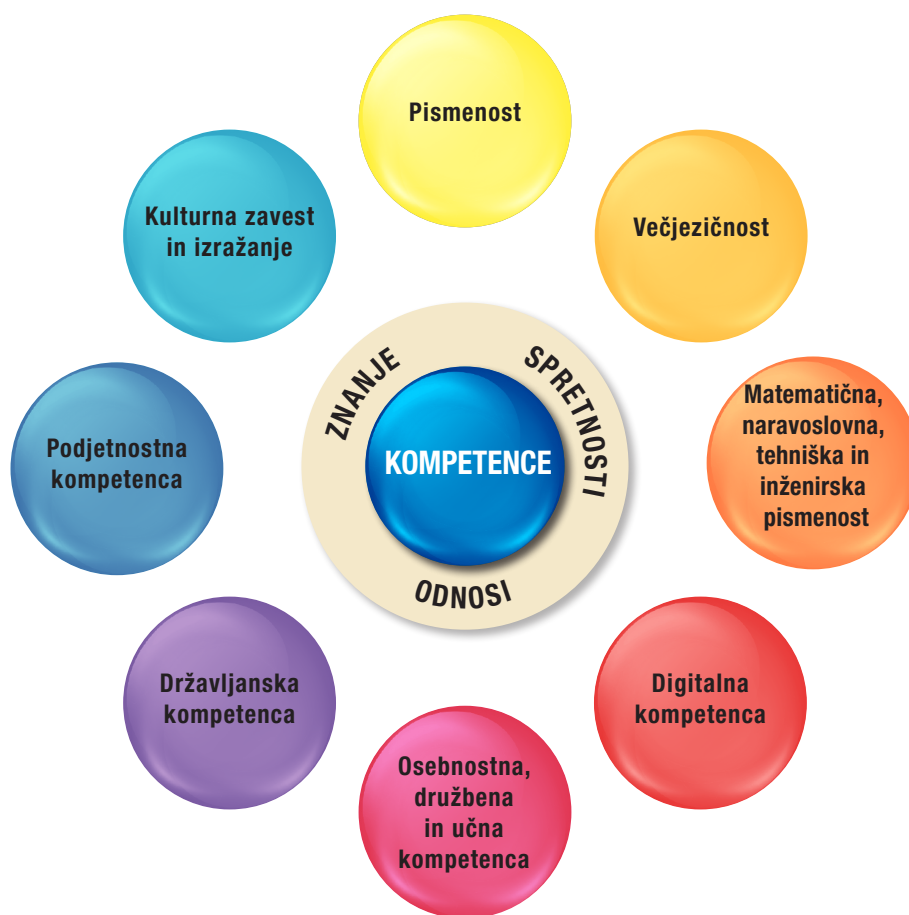 Pismenost
Večjezičnost
Matematična,
naravoslovna,
tehniška in
inženirska
pismenost
Digitalna
kompetenca
Osebnostna,
družbena
in učna
kompetenca
Državljanska
kompetenca
Podjetnostna
kompetenca
Kulturna zavest
in izražanje
ZNANJE
SPRETNOSTI
ODNOSI
KOMPETENCE